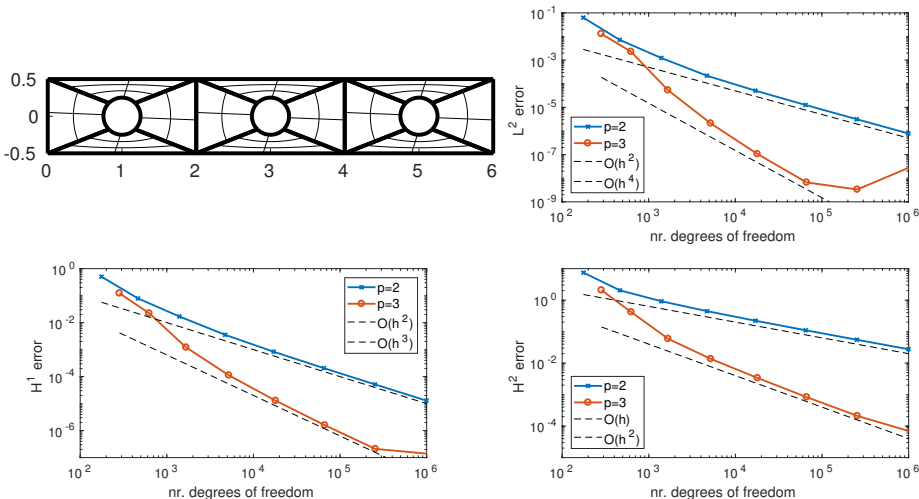 0.5
0
-0.5
0 1 2 3 4 5 6
10^-1
10^-3
10^-5
10^-7
10^-9
L^2 error
p=2
p=3
O(h^2)
O(h^4)
10^2 10^3 10^4 10^5 10^6
nr. degrees of freedom
10^0
10^-2
10^-4
10^-6
H^1 error
p=2
p=3
O(h^2)
O(h^3)
10^2 10^3 10^4 10^5 10^6
nr. degrees of freedom
10^0
10^-2
10^-4
H^2 error
p=2
p=3
O(h)
O(h^2)
10^2 10^3 10^4 10^5 10^6
nr. degrees of freedom